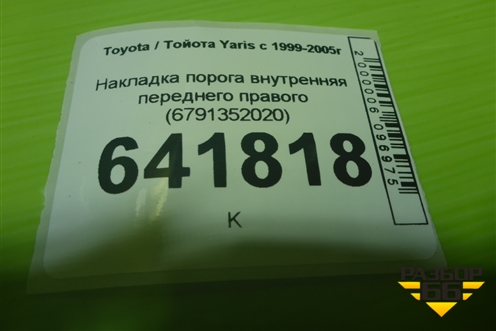 Toyota / Тойота Yaris с 1999-2005г
Накладка порога внутренняя
переднего правого
(6791352020)
641818
К
2000006096975
РАЗБОР
66